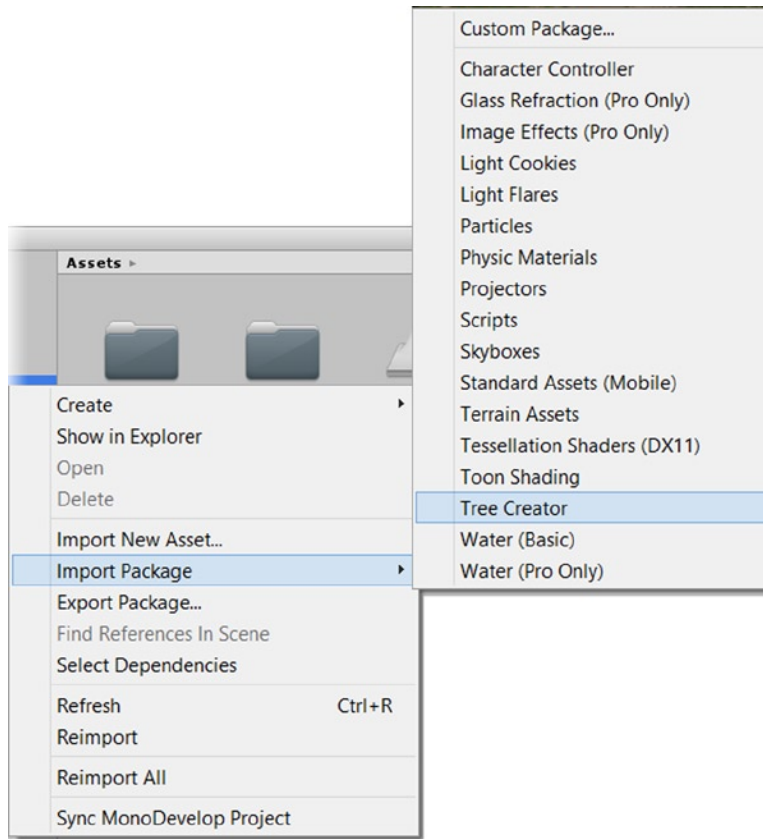 Custom Package...
Character Controller
Glass Refraction (Pro Only)
Image Effects (Pro Only)
Light Cookies
Light Flares
Particles
Physic Materials
Projectors
Scripts
Skyboxes
Standard Assets (Mobile)
Terrain Assets
Tessellation Shaders (DX11)
Toon Shading
Tree Creator
Water (Basic)
Water (Pro Only)
Assets
Create
Show in Explorer
Open
Delete
Import New Asset...
Import Package
Export Package...
Find References In Scene
Select Dependencies
Refresh Ctrl+R
Reimport
Reimport All
Sync MonoDevelop Project